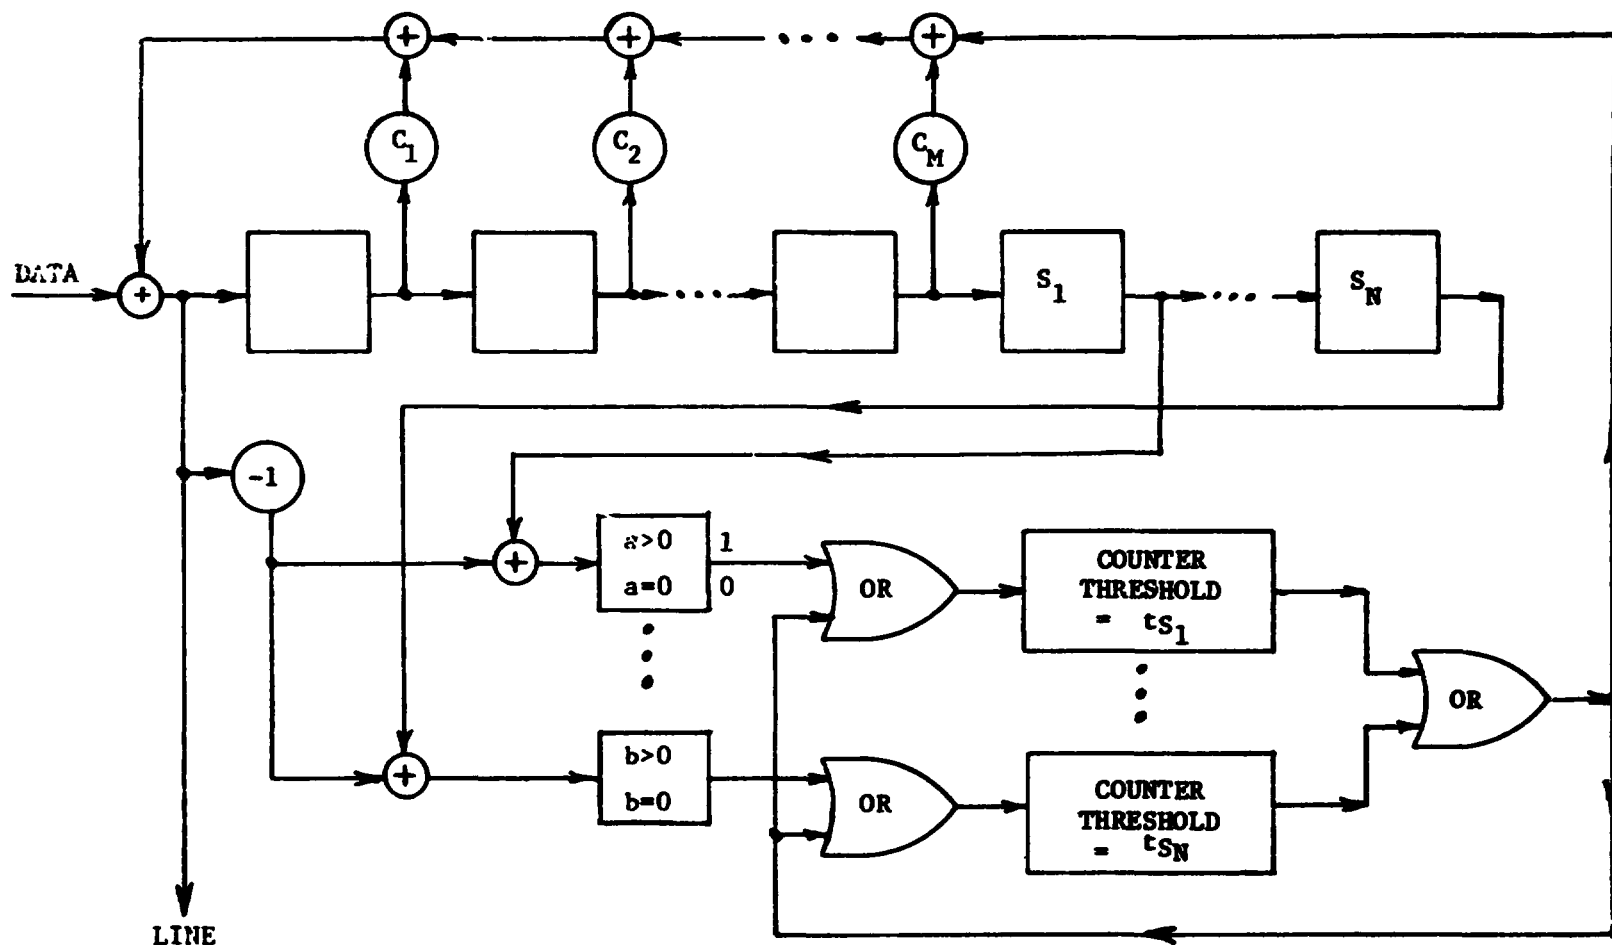 C1
C2
CM
DATA
+
+
+
+
S1
SN
-1
+
a>0 1
a=0 0
OR
COUNTER
THRESHOLD
= tS1
OR
+
b>0
b=0
OR
COUNTER
THRESHOLD
= tSN
LINE